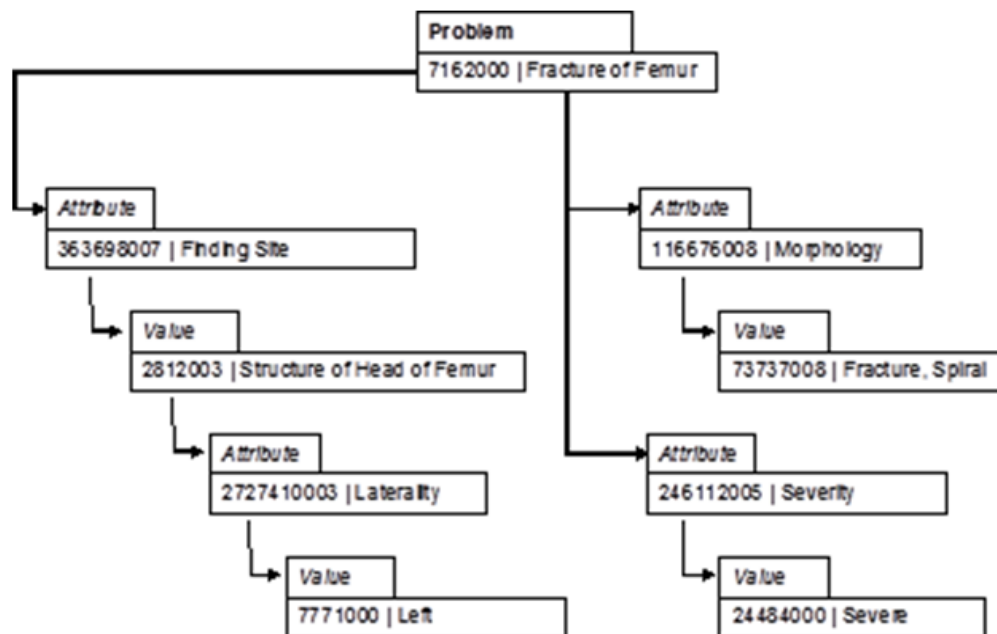 Problem
7162000 | Fracture of Femur
Attribute
363698007 | Finding Site
Value
2812003 | Structure of Head of Femur
Attribute
2727410003 | Laterality
Value
7771000 | Left
Attribute
116676008 | Morphology
Value
73737008 | Fracture, Spiral
Attribute
246112005 | Severity
Value
24484000 | Severe